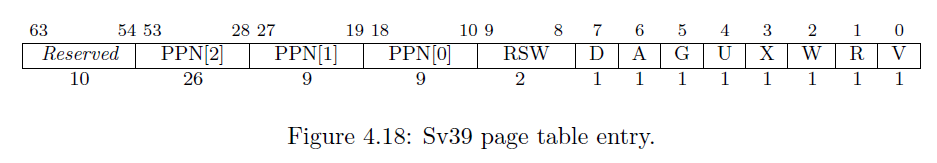 63 54 53 28 27 19 18 10 9 8 7 6 5 4 3 2 1 0
Reserved PPN[2] PPN[1] PPN[0] RSW D A G U X W R V
10 26 9 9 2 1 1 1 1 1 1 1 1
Figure 4.18: Sv39 page table entry.